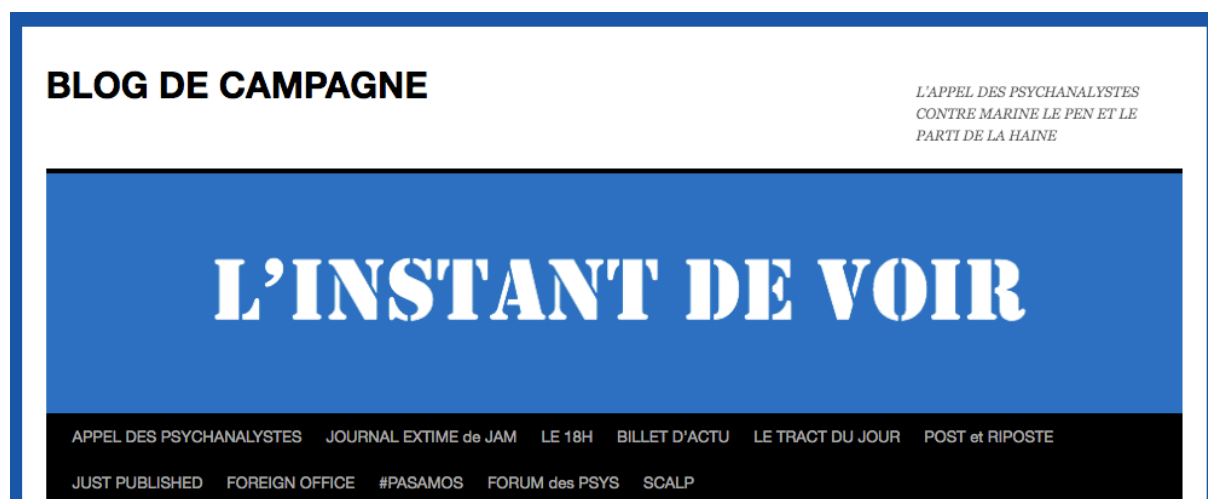 BLOG DE CAMPAGNE
L'APPEL DES PSYCHANALYSTES
CONTRE MARINE LE PEN ET LE
PARTI DE LA HAINE
L'INSTANT DE VOIR
APPEL DES PSYCHANALYSTES JOURNAL EXTIME de JAM LE 18H BILLET D'ACTU LE TRACT DU JOUR POST et RIPOSTE
JUST PUBLISHED FOREIGN OFFICE #PASAMOS FORUM des PSYS SCALP